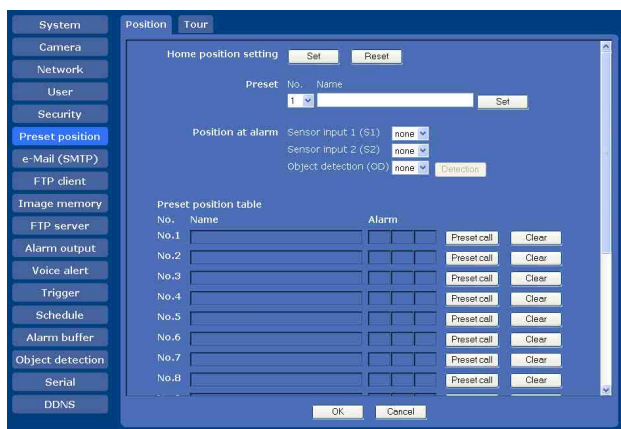 System
Camera
Network
User
Security
Preset position
e-Mail (SMTP)
FTP client
Image memory
FTP server
Alarm output
Voice alert
Trigger
Schedule
Alarm buffer
Object detection
Serial
DDNS
Position Tour
Home position setting Set Reset
Preset No. Name
1 Set
Position at alarm Sensor input 1 (S1) none
Sensor input 2 (S2) none
Object detection (OD) none Detection
Preset position table
No. Name Alarm
No.1 Preset call Clear
No.2 Preset call Clear
No.3 Preset call Clear
No.4 Preset call Clear
No.5 Preset call Clear
No.6 Preset call Clear
No.7 Preset call Clear
No.8 Preset call Clear
OK Cancel